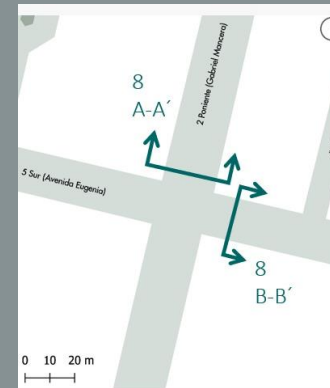 8
A-A´
2 Poniente (Gabriel Mancera)
5 Sur (Avenida Eugenia)
8
B-B´
0 10 20 m